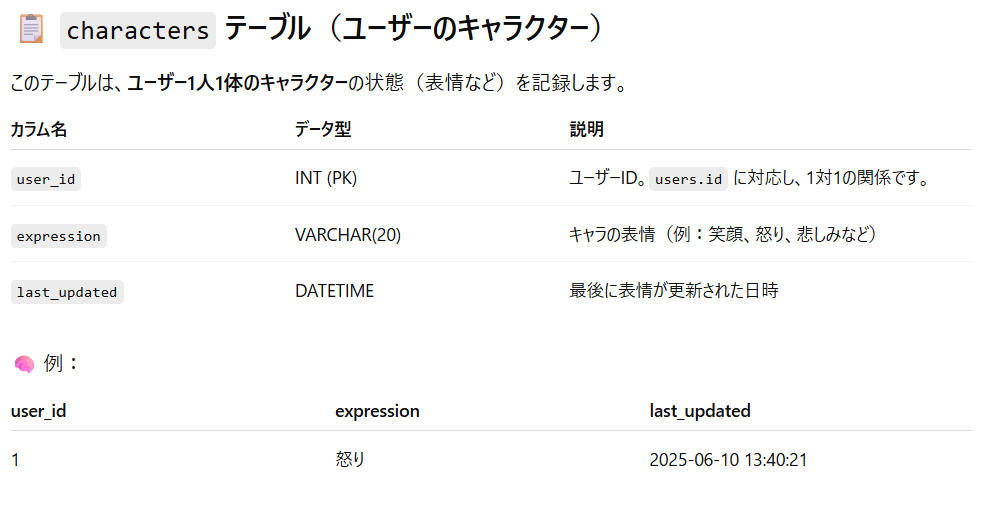 📋 characters テーブル（ユーザーのキャラクター）
このテーブルは、ユーザー1人1体のキャラクターの状態（表情など）を記録します。
カラム名 データ型 説明
user_id INT (PK) ユーザーID。 users.id に対応し、1対1の関係です。
expression VARCHAR(20) キャラの表情（例：笑顔、怒り、悲しみなど）
last_updated DATETIME 最後に表情が更新された日時
🧠 例：
user_id expression last_updated
1 怒り 2025-06-10 13:40:21